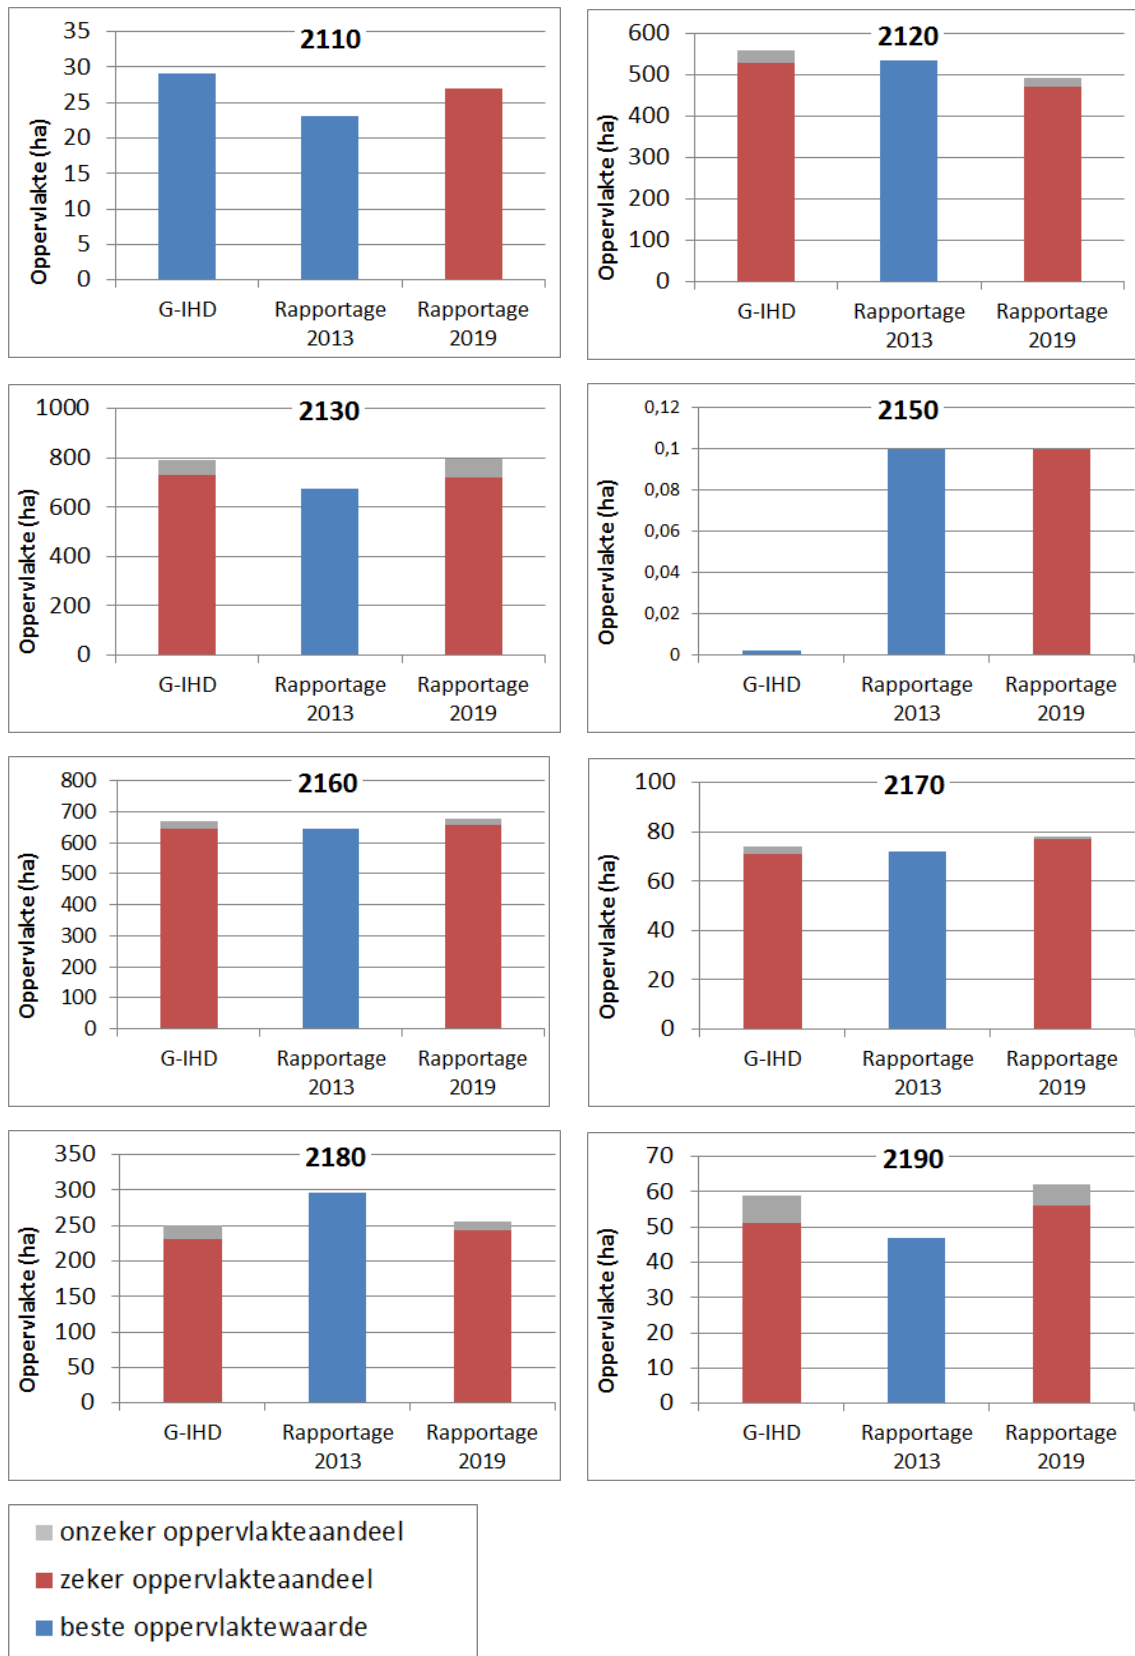 2110
Oppervlakte (ha)
35
30
25
20
15
10
5
0
G-IHD
Rapportage
2013
Rapportage
2019
2120
Oppervlakte (ha)
600
500
400
300
200
100
0
G-IHD
Rapportage
2013
Rapportage
2019
2130
Oppervlakte (ha)
1000
800
600
400
200
0
G-IHD
Rapportage
2013
Rapportage
2019
2150
Oppervlakte (ha)
0,12
0,1
0,08
0,06
0,04
0,02
0
G-IHD
Rapportage
2013
Rapportage
2019
2160
Oppervlakte (ha)
800
700
600
500
400
300
200
100
0
G-IHD
Rapportage
2013
Rapportage
2019
2170
Oppervlakte (ha)
100
80
60
40
20
0
G-IHD
Rapportage
2013
Rapportage
2019
2180
Oppervlakte (ha)
350
300
250
200
150
100
50
0
G-IHD
Rapportage
2013
Rapportage
2019
2190
Oppervlakte (ha)
70
60
50
40
30
20
10
0
G-IHD
Rapportage
2013
Rapportage
2019
onzeker oppervlakteaandeel
zeker oppervlakteaandeel
beste oppervlaktewaarde